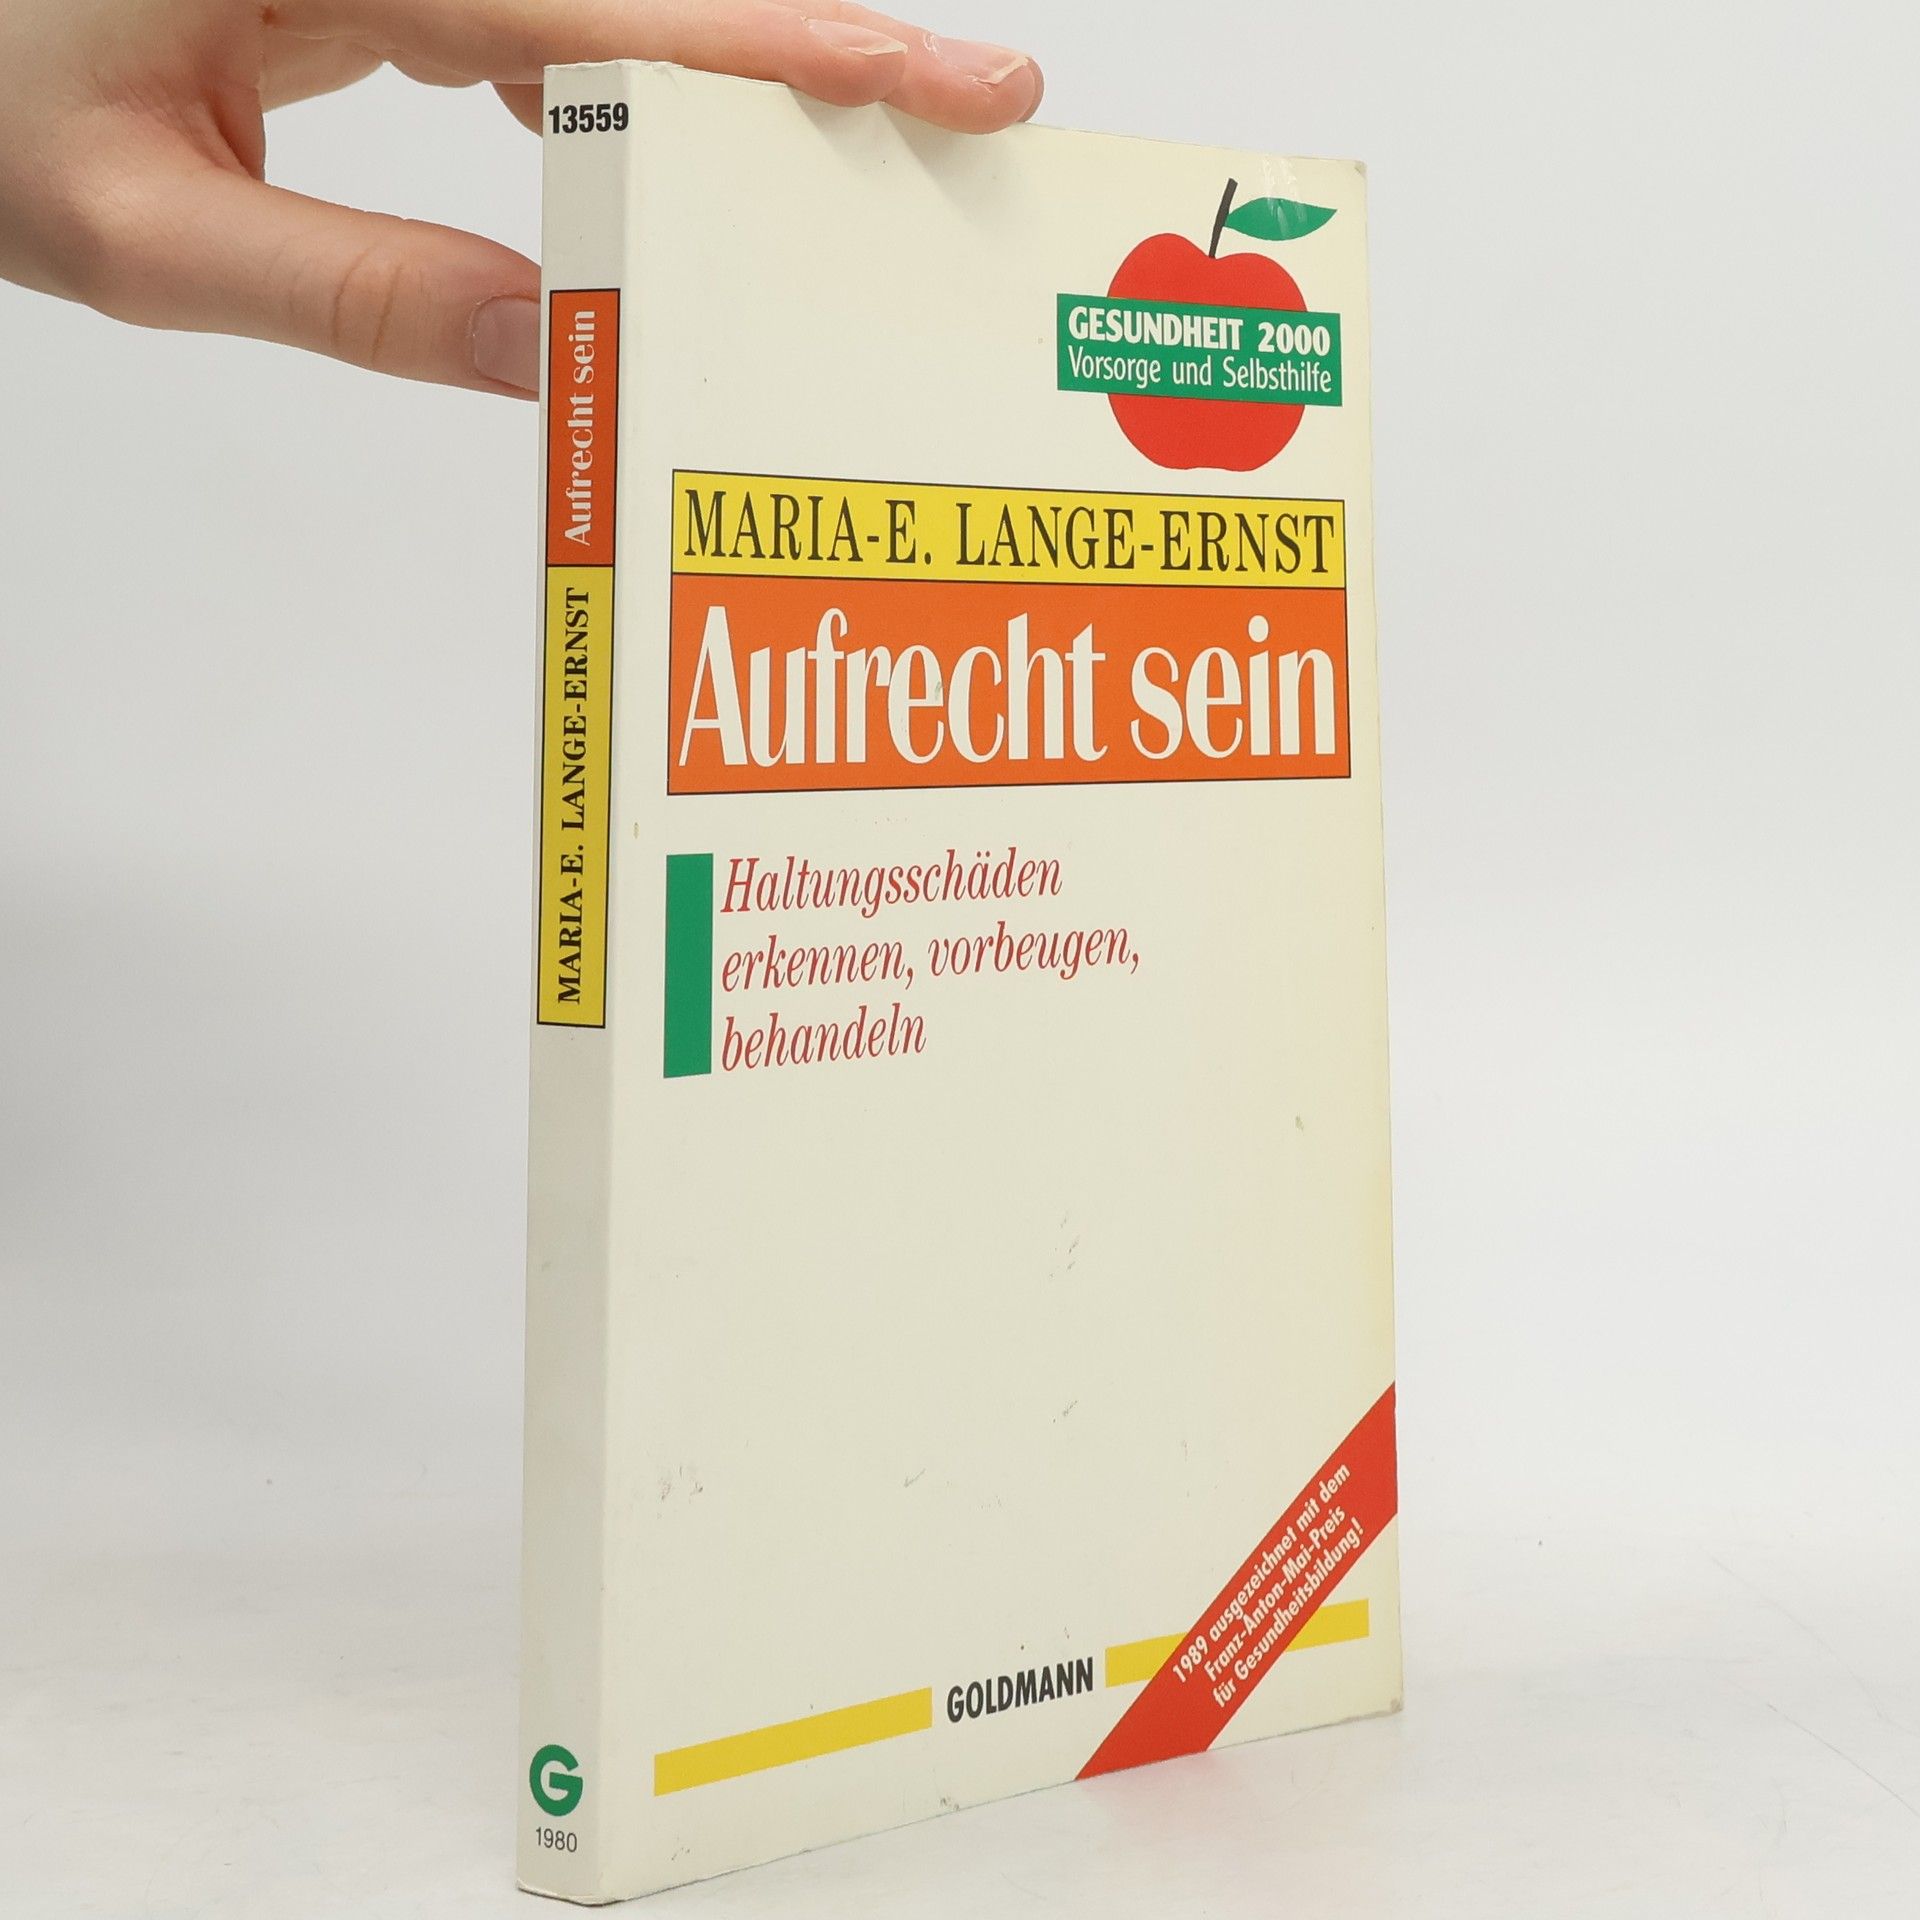 13559
Aufrecht sein
MARIA-E. LANGE-ERNST
G
1980
GESUNDHEIT 2000
Vorsorge und Selbsthilfe
MARIA-E. LANGE-ERNST
Aufrecht sein
Haltungsschäden
erkennen, vorbeugen,
behandeln
GOLDMANN
1989 ausgezeichnet mit dem
Franz-Anton-Mai-Preis
für Gesundheitsbildung!